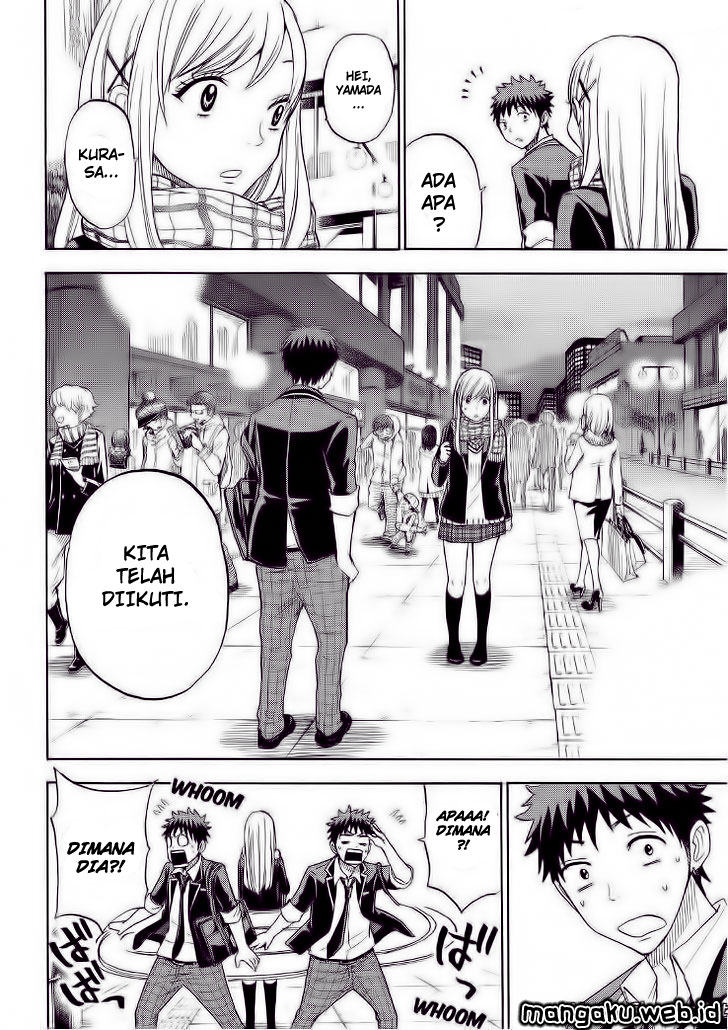 ADA
APA
?
HEI,
YAMADA
...
KURA-
SA...
KITA
TELAH
DIIKUTI.
APAAA!
DIMANA
?!
WHOOM
WHOOM
DIMANA
DIA?!
mangaku.web.id